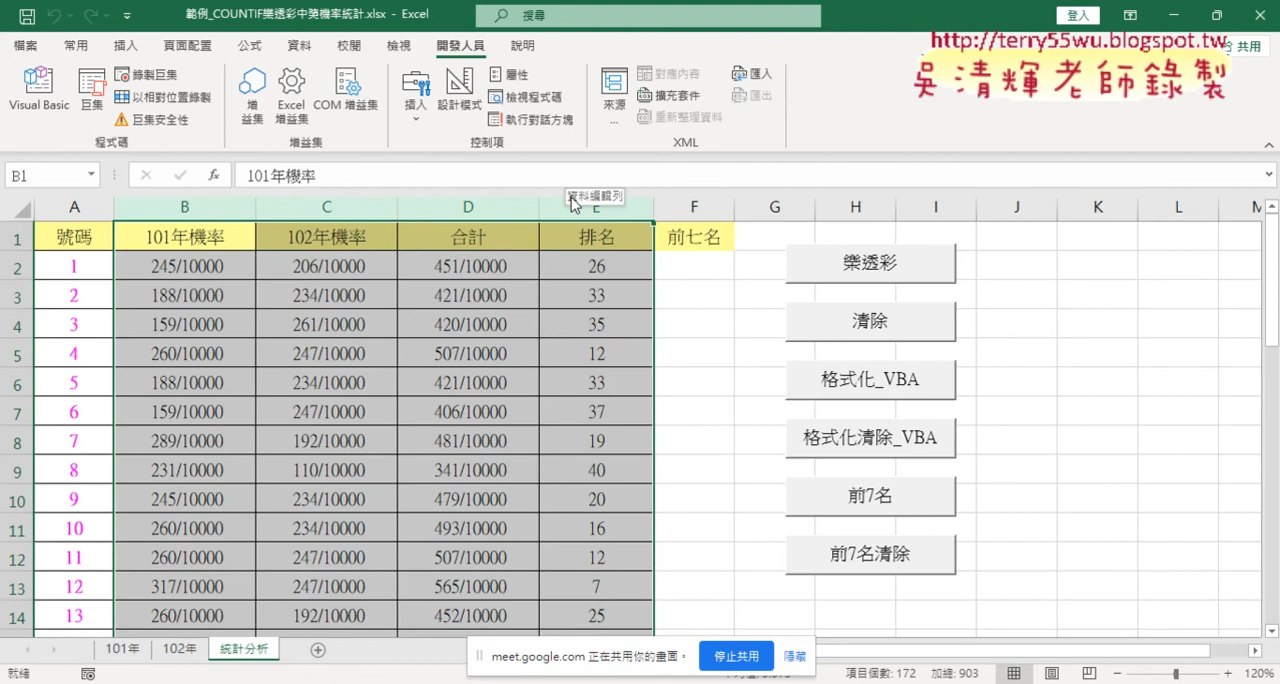 範例_COUNTIF樂透彩中獎機率統計.xlsx - Excel
搜尋
登入
檔案 常用 插入 頁面配置 公式 資料 校閱 檢視 開發人員 說明
共用
http://terry55wu.blogspot.tw
吳清輝老師錄製
Visual Basic 巨集 錄製巨集 以相對位置錄製 巨集安全性
程式碼
增益集 Excel 增益集 COM 增益集
增益集
插入 設計模式 屬性 檢視程式碼 執行對話方塊
控制項
來源... 對應內容 擴充套件 重新整理資料 匯入 匯出
XML
B1 fx 101年機率
資料編輯列
A B C D E F G H I J K L M
1 號碼 101年機率 102年機率 合計 排名 前七名
2 1 245/10000 206/10000 451/10000 26
3 2 188/10000 234/10000 421/10000 33
4 3 159/10000 261/10000 420/10000 35
5 4 260/10000 247/10000 507/10000 12
6 5 188/10000 234/10000 421/10000 33
7 6 159/10000 247/10000 406/10000 37
8 7 289/10000 192/10000 481/10000 19
9 8 231/10000 110/10000 341/10000 40
10 9 245/10000 234/10000 479/10000 20
11 10 260/10000 234/10000 493/10000 16
12 11 260/10000 247/10000 507/10000 12
13 12 317/10000 247/10000 565/10000 7
14 13 260/10000 192/10000 452/10000 25
樂透彩
清除
格式化_VBA
格式化清除_VBA
前7名
前7名清除
101年 102年 統計分析
meet.google.com 正在共用你的畫面。 停止共用 隱藏
就緒
項目個數: 172 加總: 903 120%